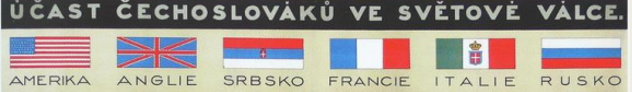 ÚČAST ČECHOSLOVÁKŮ VE SVĚTOVÉ VÁLCE.
AMERIKA ANGLIE SRBSKO FRANCIE ITALIE RUSKO